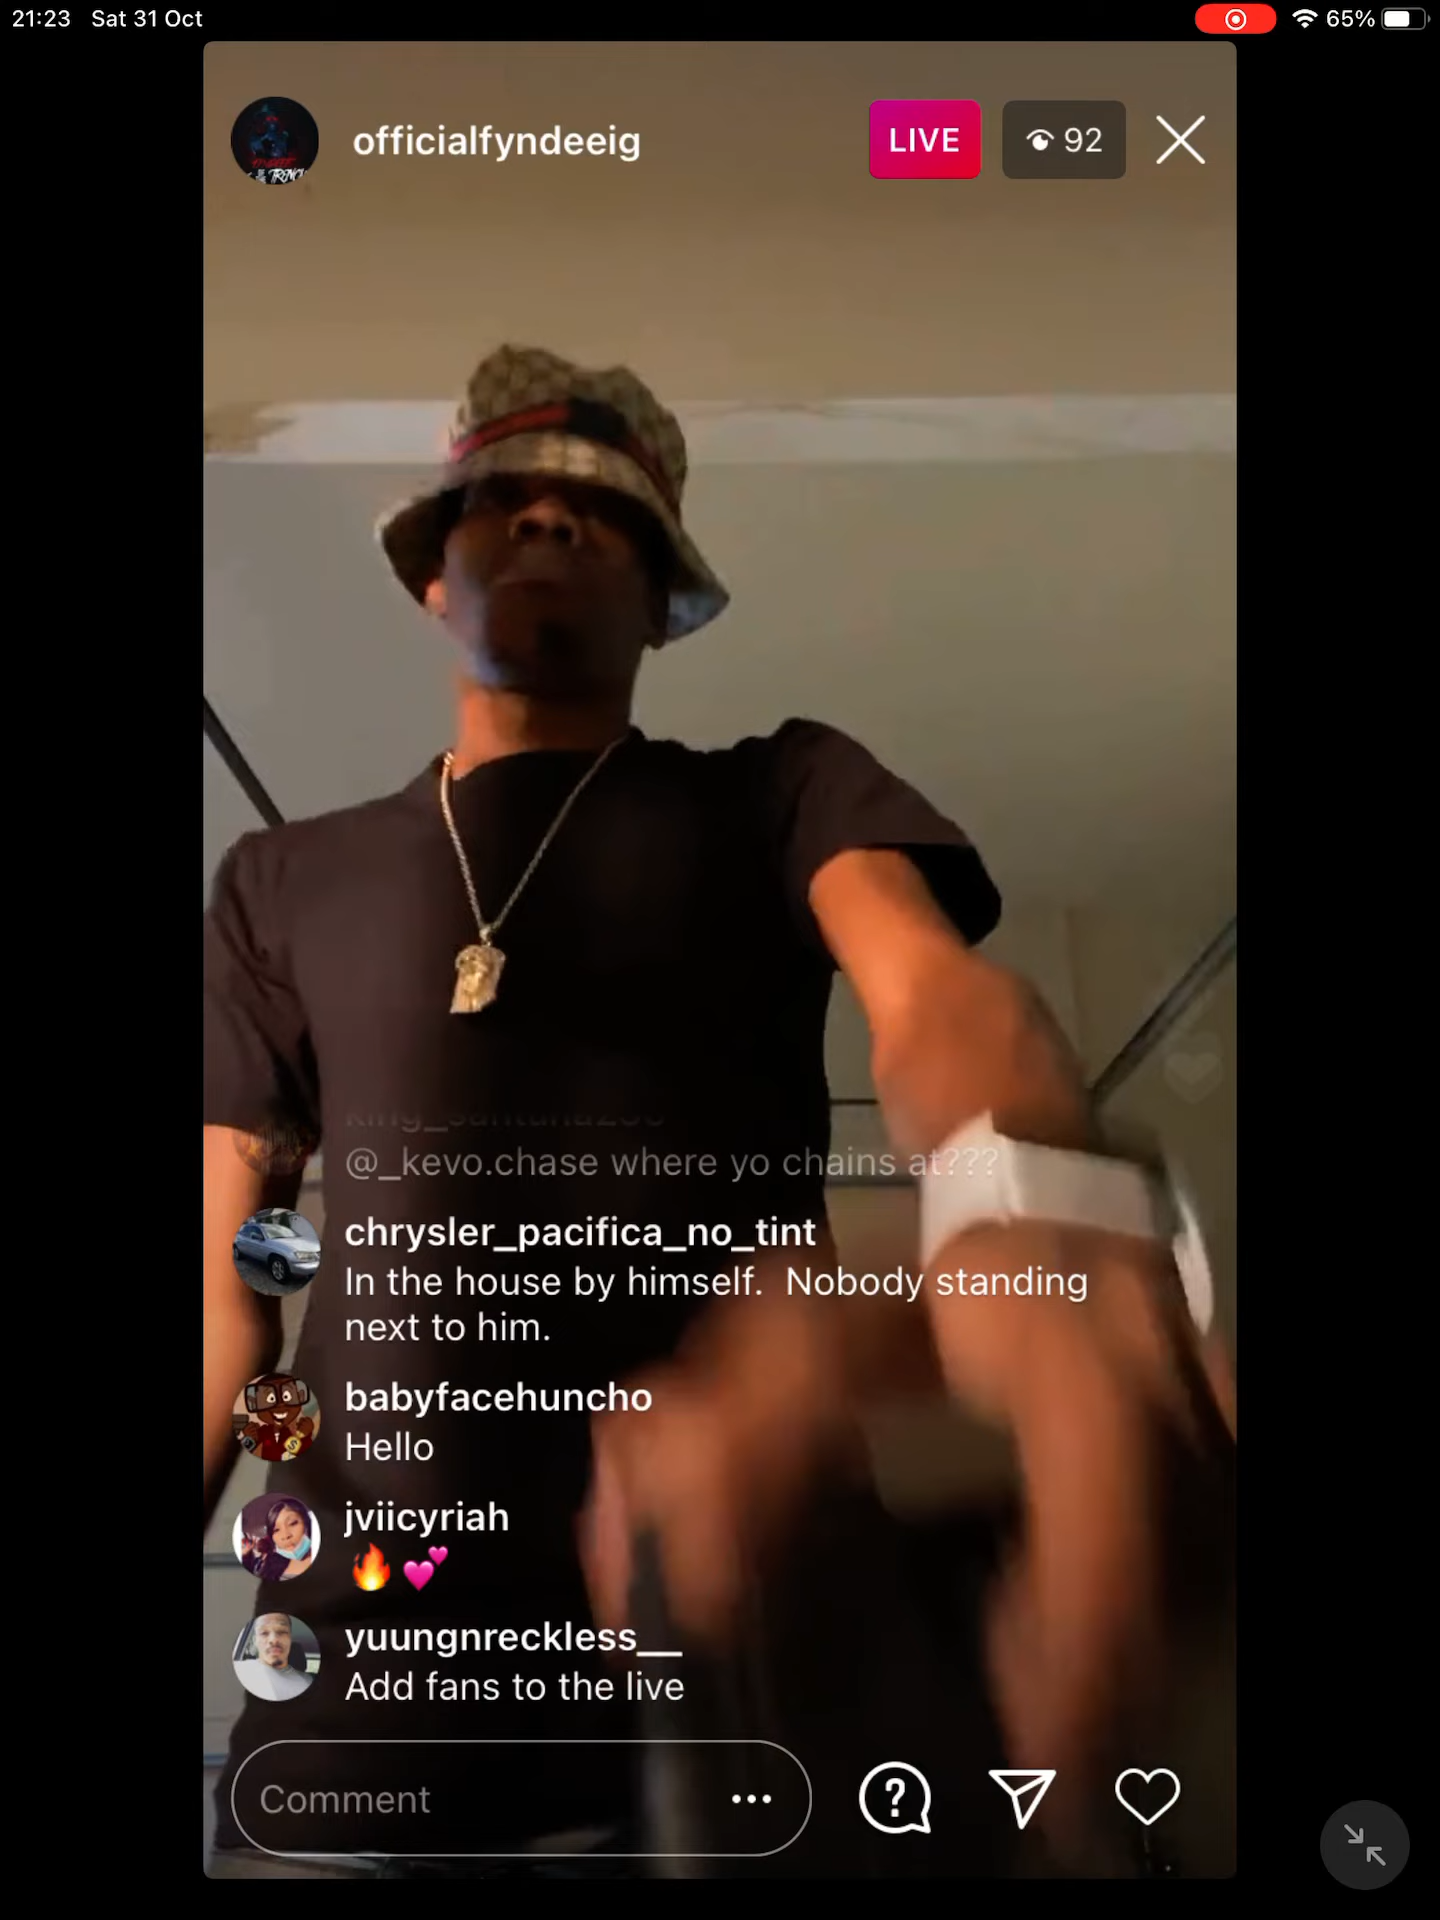 21:23 Sat 31 Oct
65%
officialfyndeeig
LIVE
92
@_kevo.chase where yo chains at???
chrysler_pacifica_no_tint
In the house by himself.  Nobody standing
next to him.
babyfacehuncho
Hello
jviicyriah
🔥 💕
yuungnreckless__
Add fans to the live
Comment